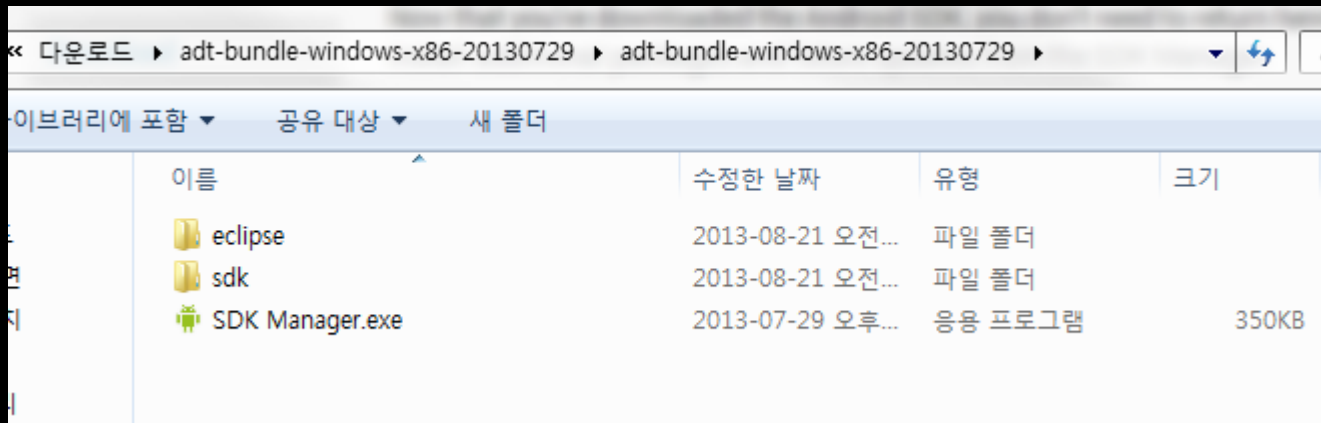 « 다운로드 ▸ adt-bundle-windows-x86-20130729 ▸ adt-bundle-windows-x86-20130729 ▸
이브러리에 포함 ▾ 공유 대상 ▾ 새 폴더
이름 수정한 날짜 유형 크기
eclipse 2013-08-21 오전... 파일 폴더
sdk 2013-08-21 오전... 파일 폴더
SDK Manager.exe 2013-07-29 오후... 응용 프로그램 350KB